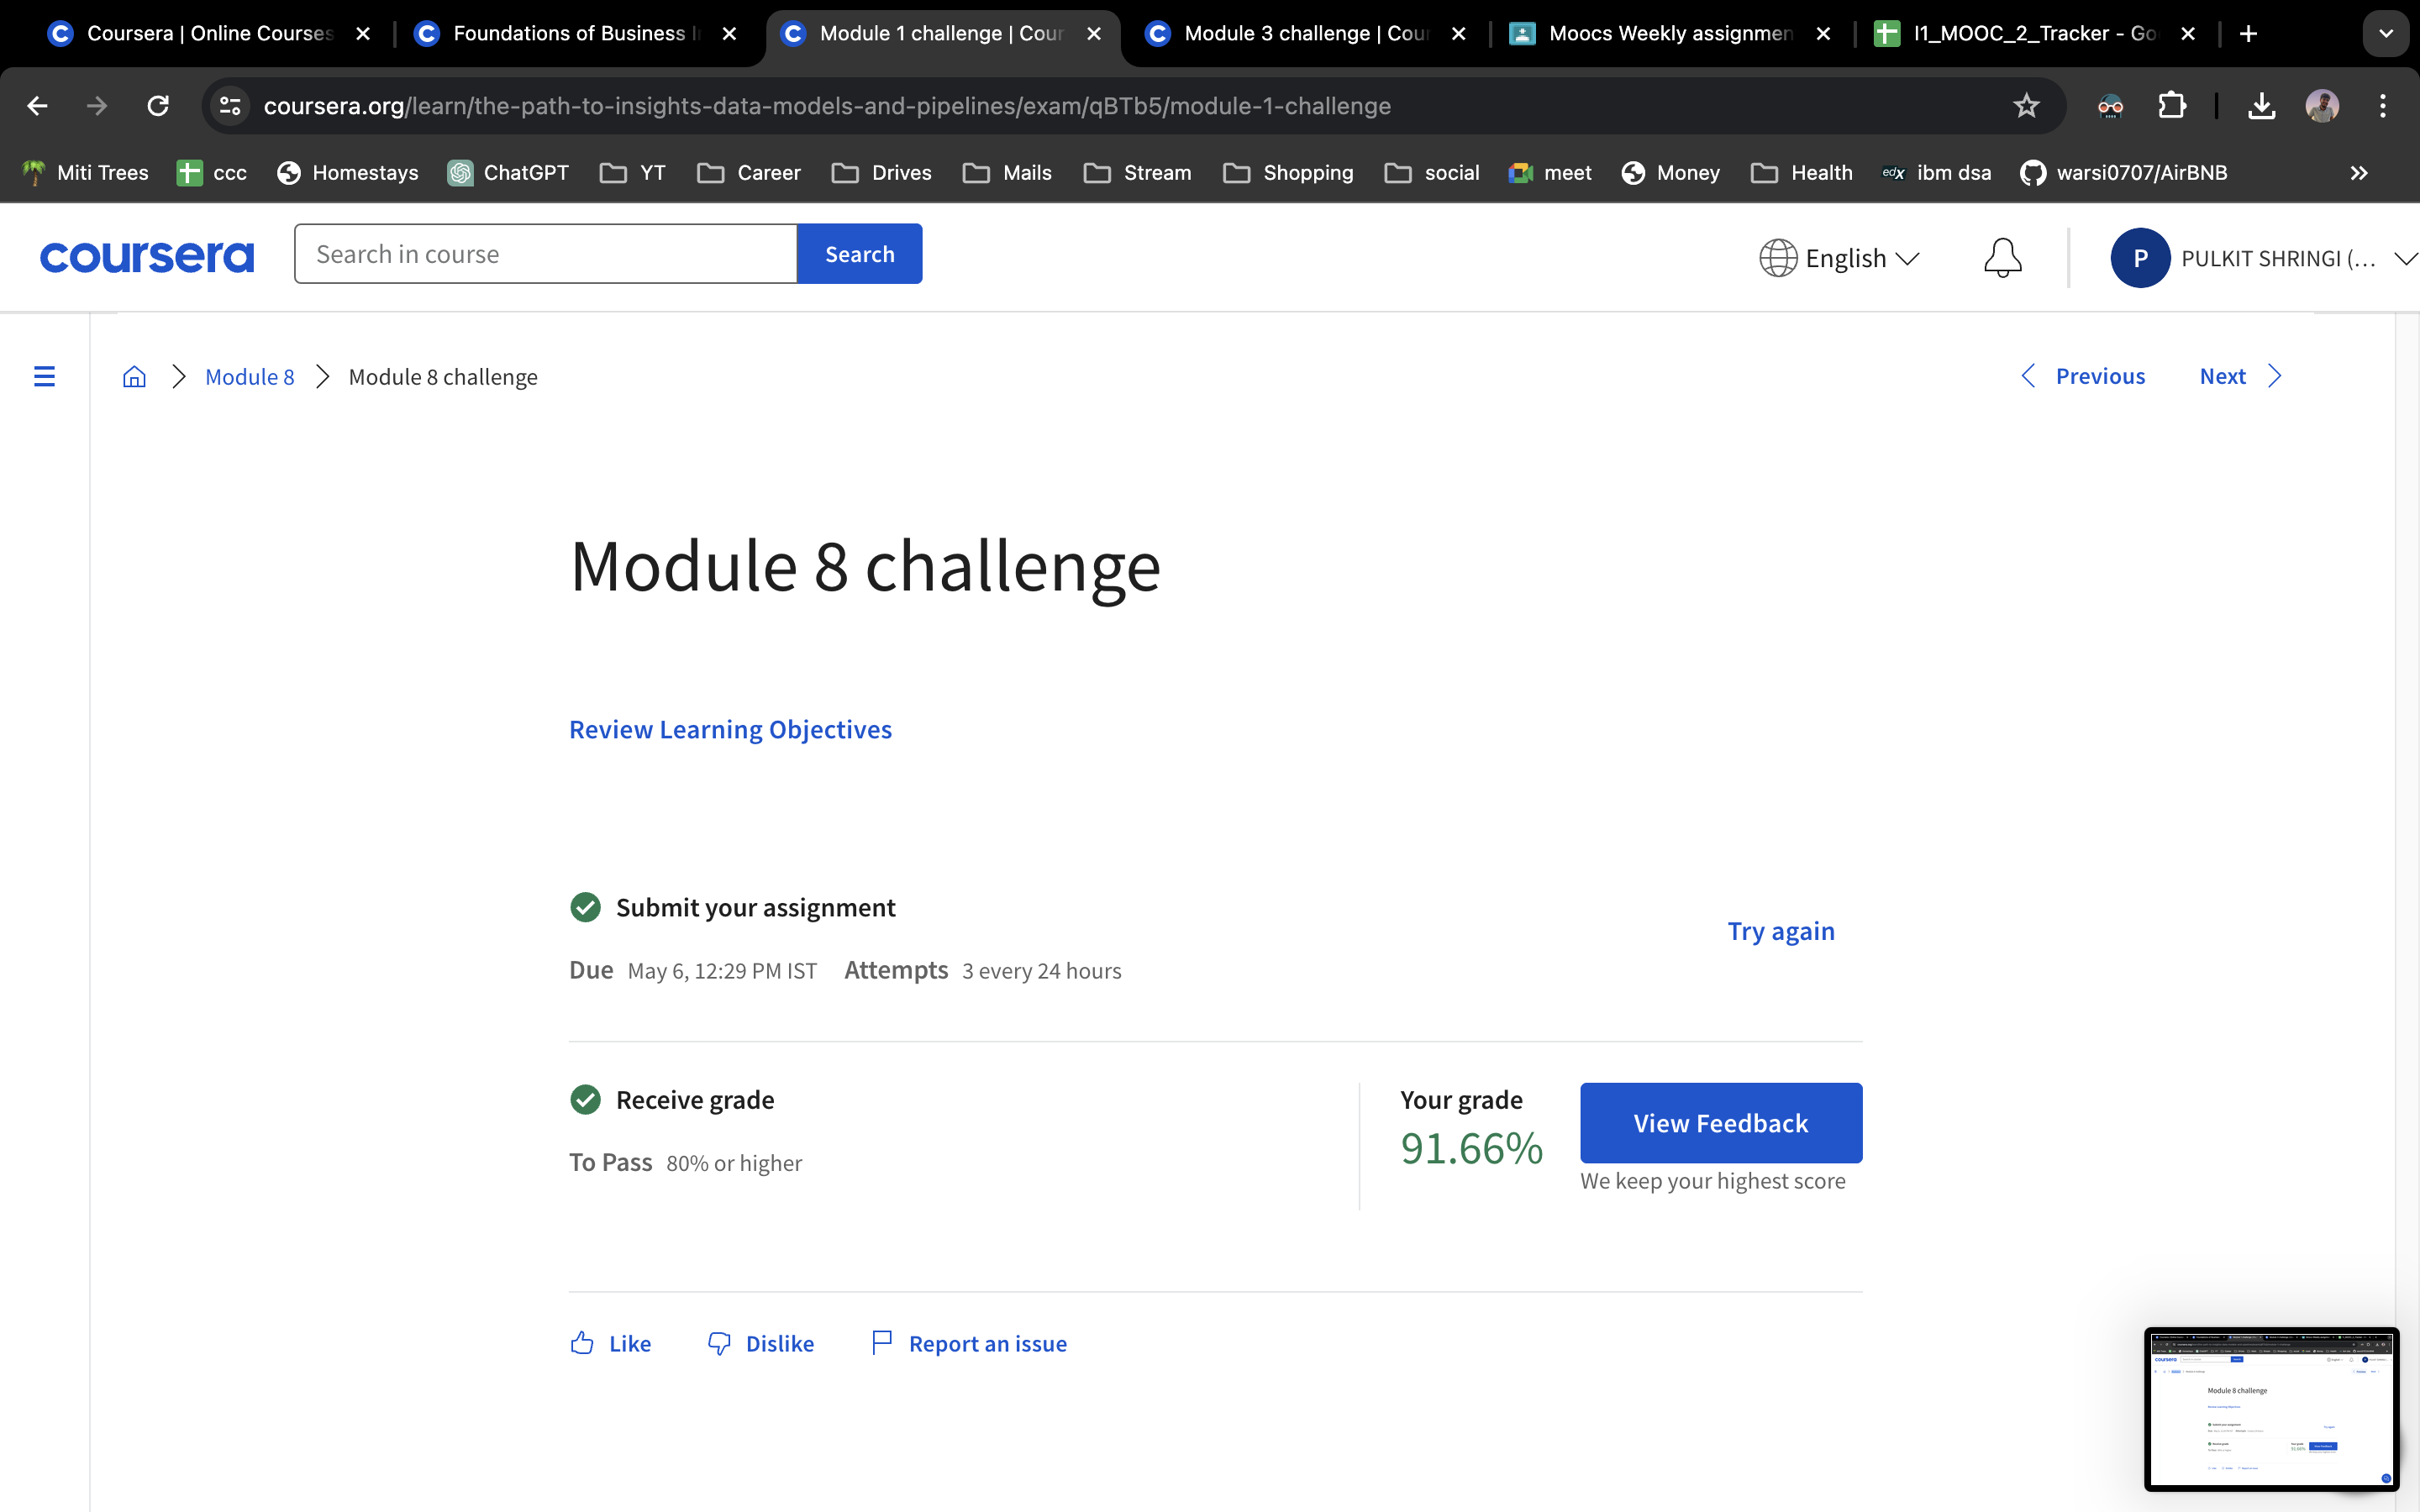 Coursera | Online Courses
Foundations of Business I
Module 1 challenge | Cour
Module 3 challenge | Cour
Moocs Weekly assignmen
I1_MOOC_2_Tracker - Go
coursera.org/learn/the-path-to-insights-data-models-and-pipelines/exam/qBTb5/module-1-challenge
Miti Trees
ccc
Homestays
ChatGPT
YT
Career
Drives
Mails
Stream
Shopping
social
meet
Money
Health
edX ibm dsa
warsi0707/AirBNB
coursera
Search in course
Search
English
P
PULKIT SHRINGI (...
Module 8
Module 8 challenge
Previous
Next
Module 8 challenge
Review Learning Objectives
Submit your assignment
Try again
Due May 6, 12:29 PM IST Attempts 3 every 24 hours
Receive grade
Your grade
View Feedback
91.66%
To Pass 80% or higher
We keep your highest score
Like
Dislike
Report an issue
coursera
Module 8 challenge